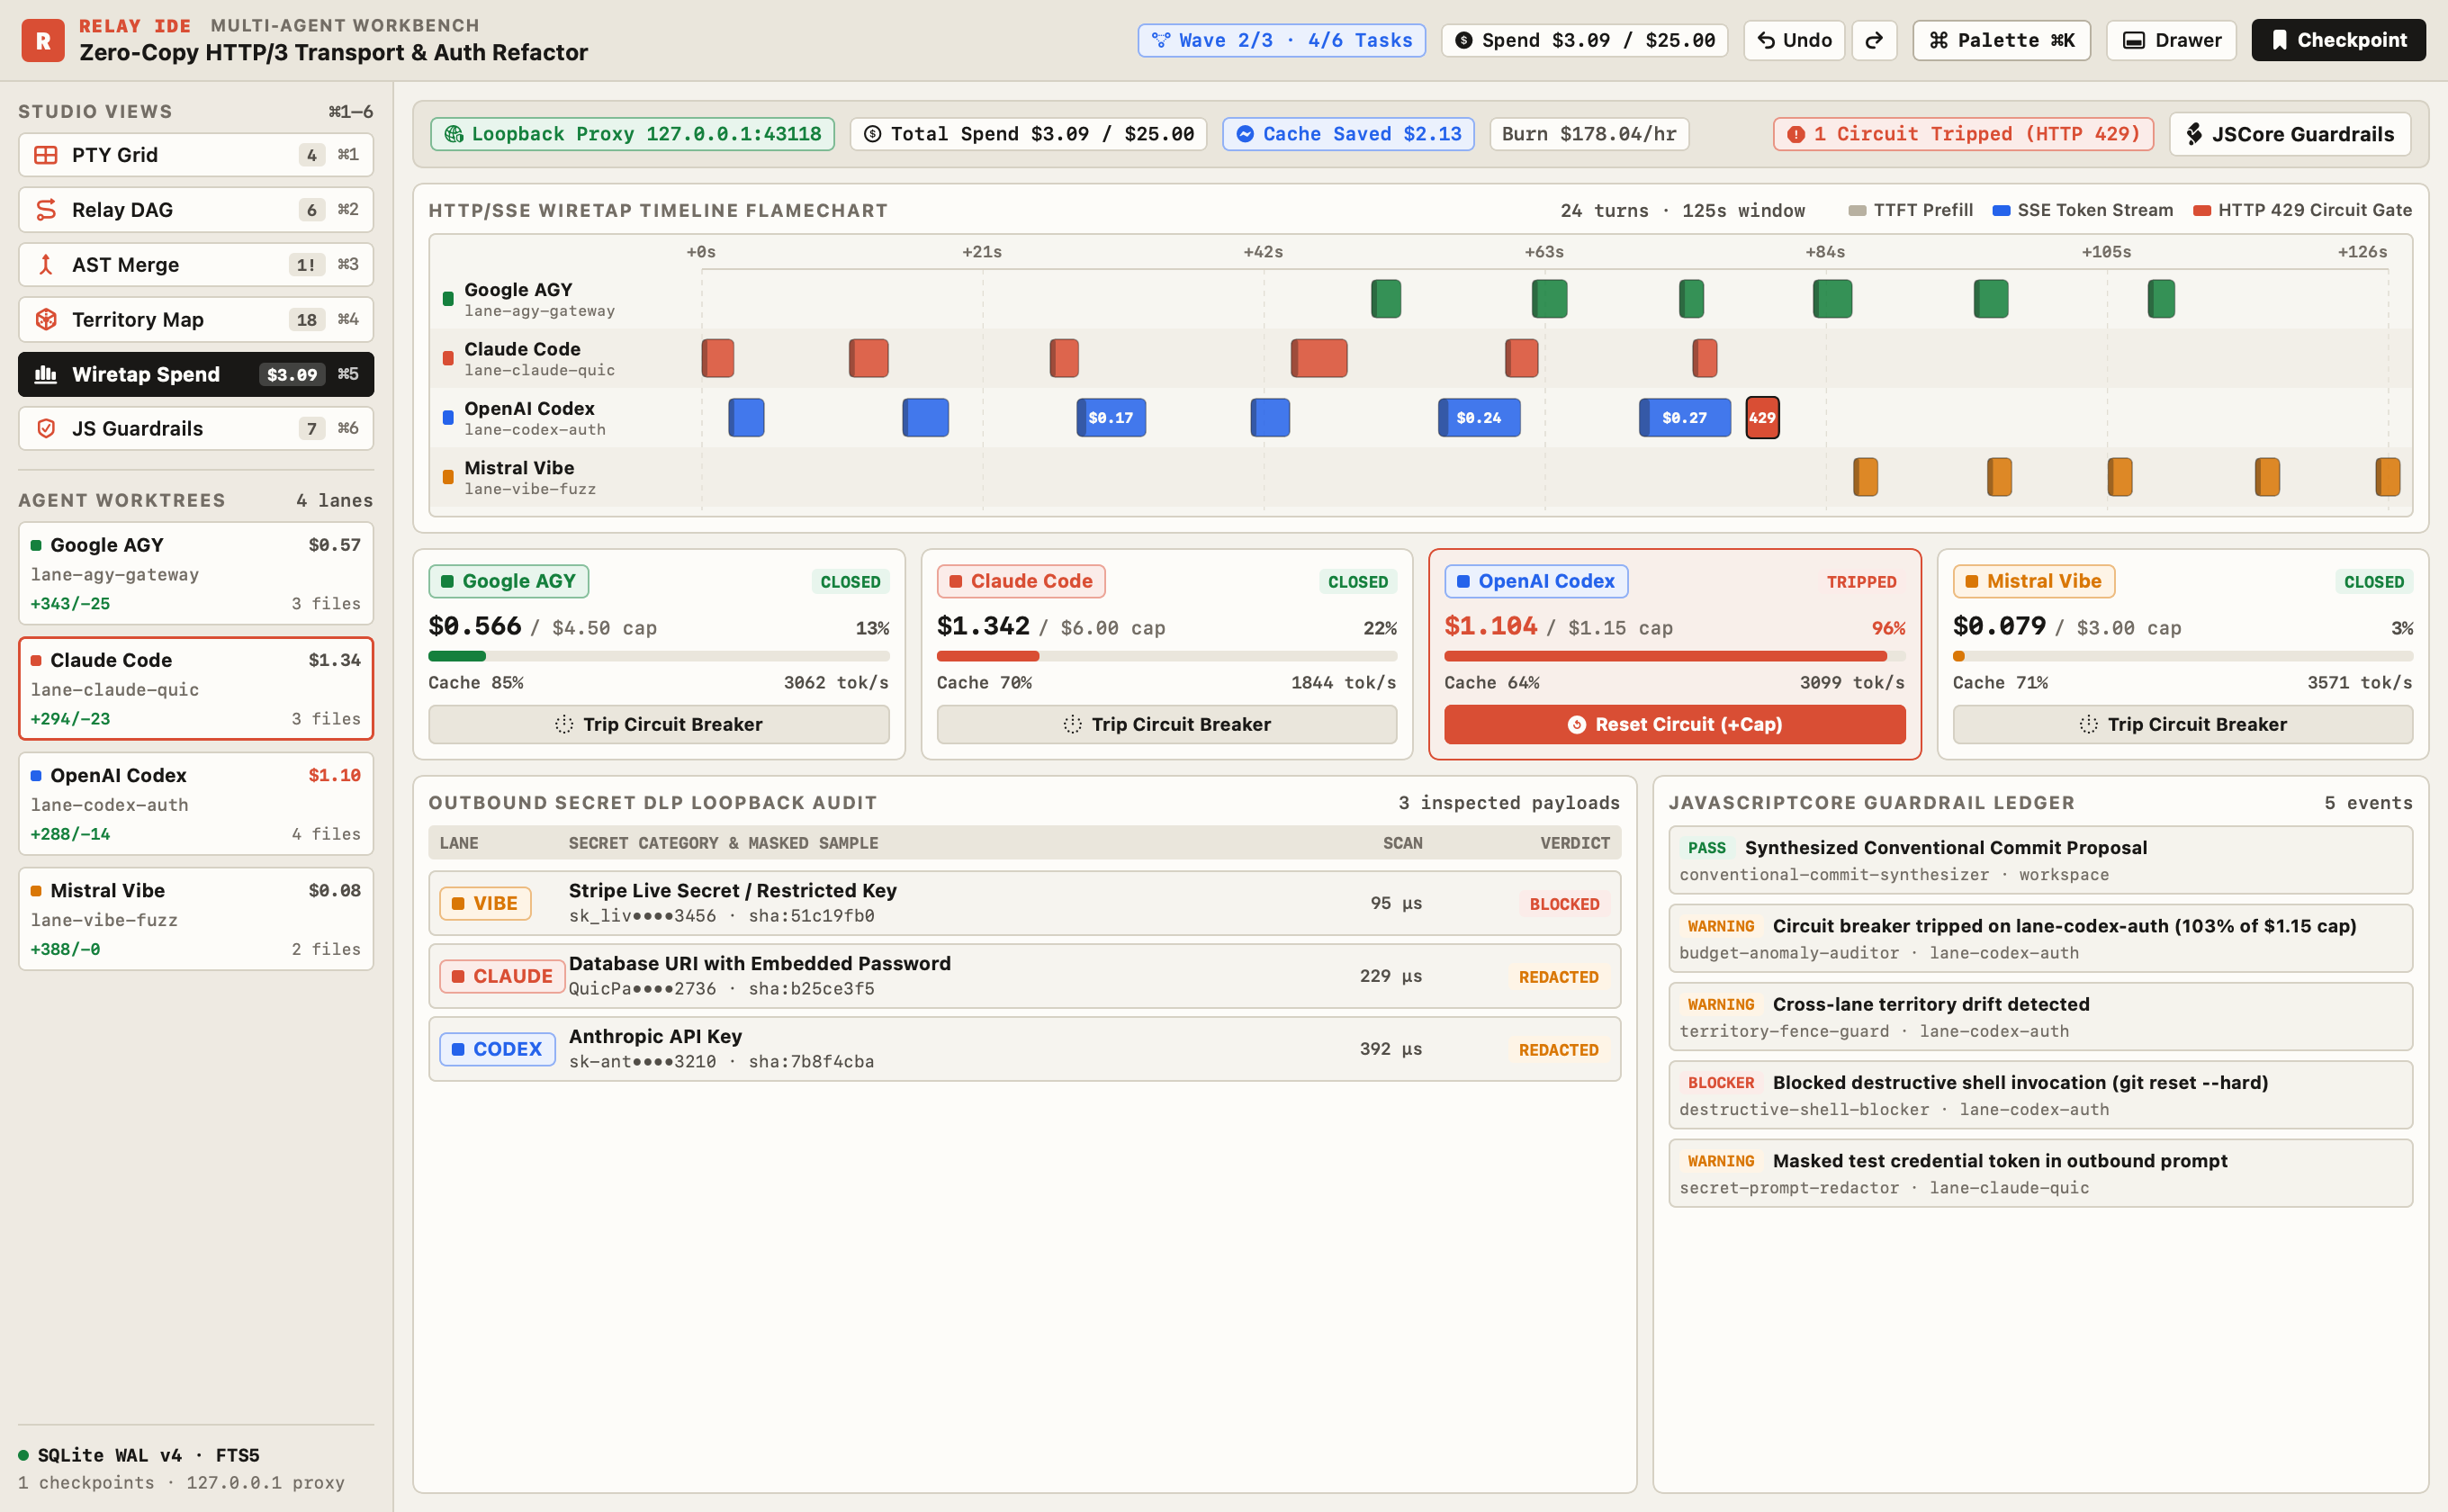 R
RELAY IDE MULTI-AGENT WORKBENCH
Zero-Copy HTTP/3 Transport & Auth Refactor
Wave 2/3 · 4/6 Tasks
Spend $3.09 / $25.00
Undo
⌘ Palette ⌘K
Drawer
Checkpoint
STUDIO VIEWS ⌘1–6
PTY Grid 4 ⌘1
Relay DAG 6 ⌘2
AST Merge 1! ⌘3
Territory Map 18 ⌘4
Wiretap Spend $3.09 ⌘5
JS Guardrails 7 ⌘6
AGENT WORKTREES 4 lanes
Google AGY $0.57
lane-agy-gateway
+343/-25 3 files
Claude Code $1.34
lane-claude-quic
+294/-23 3 files
OpenAI Codex $1.10
lane-codex-auth
+288/-14 4 files
Mistral Vibe $0.08
lane-vibe-fuzz
+388/-0 2 files
SQLite WAL v4 · FTS5
1 checkpoints · 127.0.0.1 proxy
Loopback Proxy 127.0.0.1:43118
Total Spend $3.09 / $25.00
Cache Saved $2.13
Burn $178.04/hr
1 Circuit Tripped (HTTP 429)
JSCore Guardrails
HTTP/SSE WIRETAP TIMELINE FLAMECHART
24 turns · 125s window
TTFT Prefill
SSE Token Stream
HTTP 429 Circuit Gate
+0s +21s +42s +63s +84s +105s +126s
Google AGY
lane-agy-gateway
Claude Code
lane-claude-quic
OpenAI Codex
lane-codex-auth
$0.17 $0.24 $0.27 429
Mistral Vibe
lane-vibe-fuzz
Google AGY CLOSED
$0.566 / $4.50 cap 13%
Cache 85% 3062 tok/s
Trip Circuit Breaker
Claude Code CLOSED
$1.342 / $6.00 cap 22%
Cache 70% 1844 tok/s
Trip Circuit Breaker
OpenAI Codex TRIPPED
$1.104 / $1.15 cap 96%
Cache 64% 3099 tok/s
Reset Circuit (+Cap)
Mistral Vibe CLOSED
$0.079 / $3.00 cap 3%
Cache 71% 3571 tok/s
Trip Circuit Breaker
OUTBOUND SECRET DLP LOOPBACK AUDIT 3 inspected payloads
LANE SECRET CATEGORY & MASKED SAMPLE SCAN VERDICT
VIBE Stripe Live Secret / Restricted Key 95 µs BLOCKED
sk_liv••••3456 · sha:51c19fb0
CLAUDE Database URI with Embedded Password 229 µs REDACTED
QuicPa••••2736 · sha:b25ce3f5
CODEX Anthropic API Key 392 µs REDACTED
sk-ant••••3210 · sha:7b8f4cba
JAVASCRIPTCORE GUARDRAIL LEDGER 5 events
PASS Synthesized Conventional Commit Proposal
conventional-commit-synthesizer · workspace
WARNING Circuit breaker tripped on lane-codex-auth (103% of $1.15 cap)
budget-anomaly-auditor · lane-codex-auth
WARNING Cross-lane territory drift detected
territory-fence-guard · lane-codex-auth
BLOCKER Blocked destructive shell invocation (git reset --hard)
destructive-shell-blocker · lane-codex-auth
WARNING Masked test credential token in outbound prompt
secret-prompt-redactor · lane-claude-quic